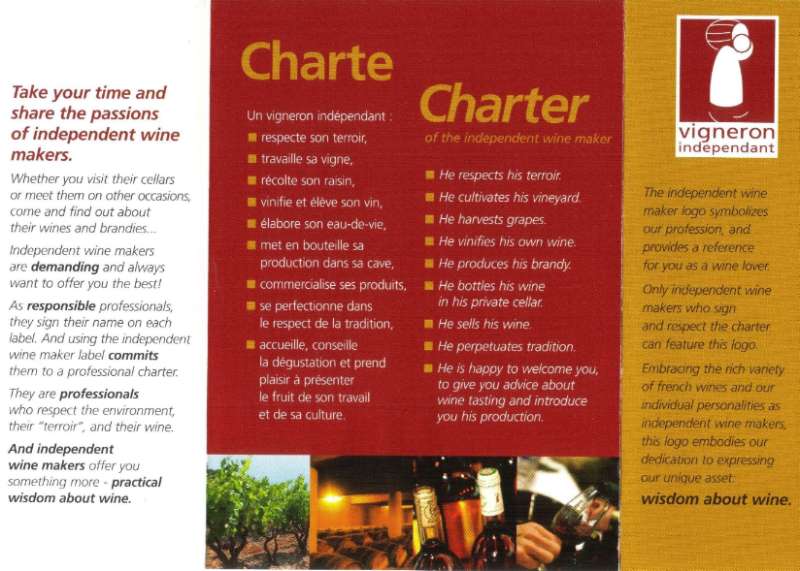 Take your time and
share the passions
of independent wine
makers.
Whether you visit their cellars
or meet them on other occasions,
come and find out about
their wines and brandies...
Independent wine makers
are demanding and always
want to offer you the best!
As responsible professionals,
they sign their name on each
label. And using the independent
wine maker label commits
them to a professional charter.
They are professionals
who respect the environment,
their "terroir", and their wine.
And independent
wine makers offer you
something more - practical
wisdom about wine.
Charte
Un vigneron indépendant :
respecte son terroir,
travaille sa vigne,
récolte son raisin,
vinifie et élève son vin,
élabore son eau-de-vie,
met en bouteille sa
production dans sa cave,
commercialise ses produits,
se perfectionne dans
le respect de la tradition,
accueille, conseille
la dégustation et prend
plaisir à présenter
le fruit de son travail
et de sa culture.
Charter
of the independent wine maker
He respects his terroir.
He cultivates his vineyard.
He harvests grapes.
He vinifies his own wine.
He produces his brandy.
He bottles his wine
in his private cellar.
He sells his wine.
He perpetuates tradition.
He is happy to welcome you,
to give you advice about
wine tasting and introduce
you his production.
vigneron
indépendant
The independent wine
maker logo symbolizes
our profession, and
provides a reference
for you as a wine lover.
Only independent wine
makers who sign
and respect the charter
can feature this logo.
Embracing the rich variety
of french wines and our
individual personalities as
independent wine makers,
this logo embodies our
dedication to expressing
our unique asset:
wisdom about wine.